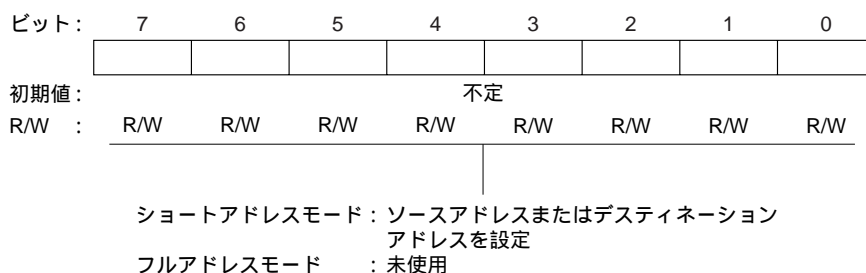 ビット : 7 6 5 4 3 2 1 0
初期値 : 不定
R/W : R/W R/W R/W R/W R/W R/W R/W R/W
ショートアドレスモード : ソースアドレスまたはデスティネーション
アドレスを設定
フルアドレスモード : 未使用